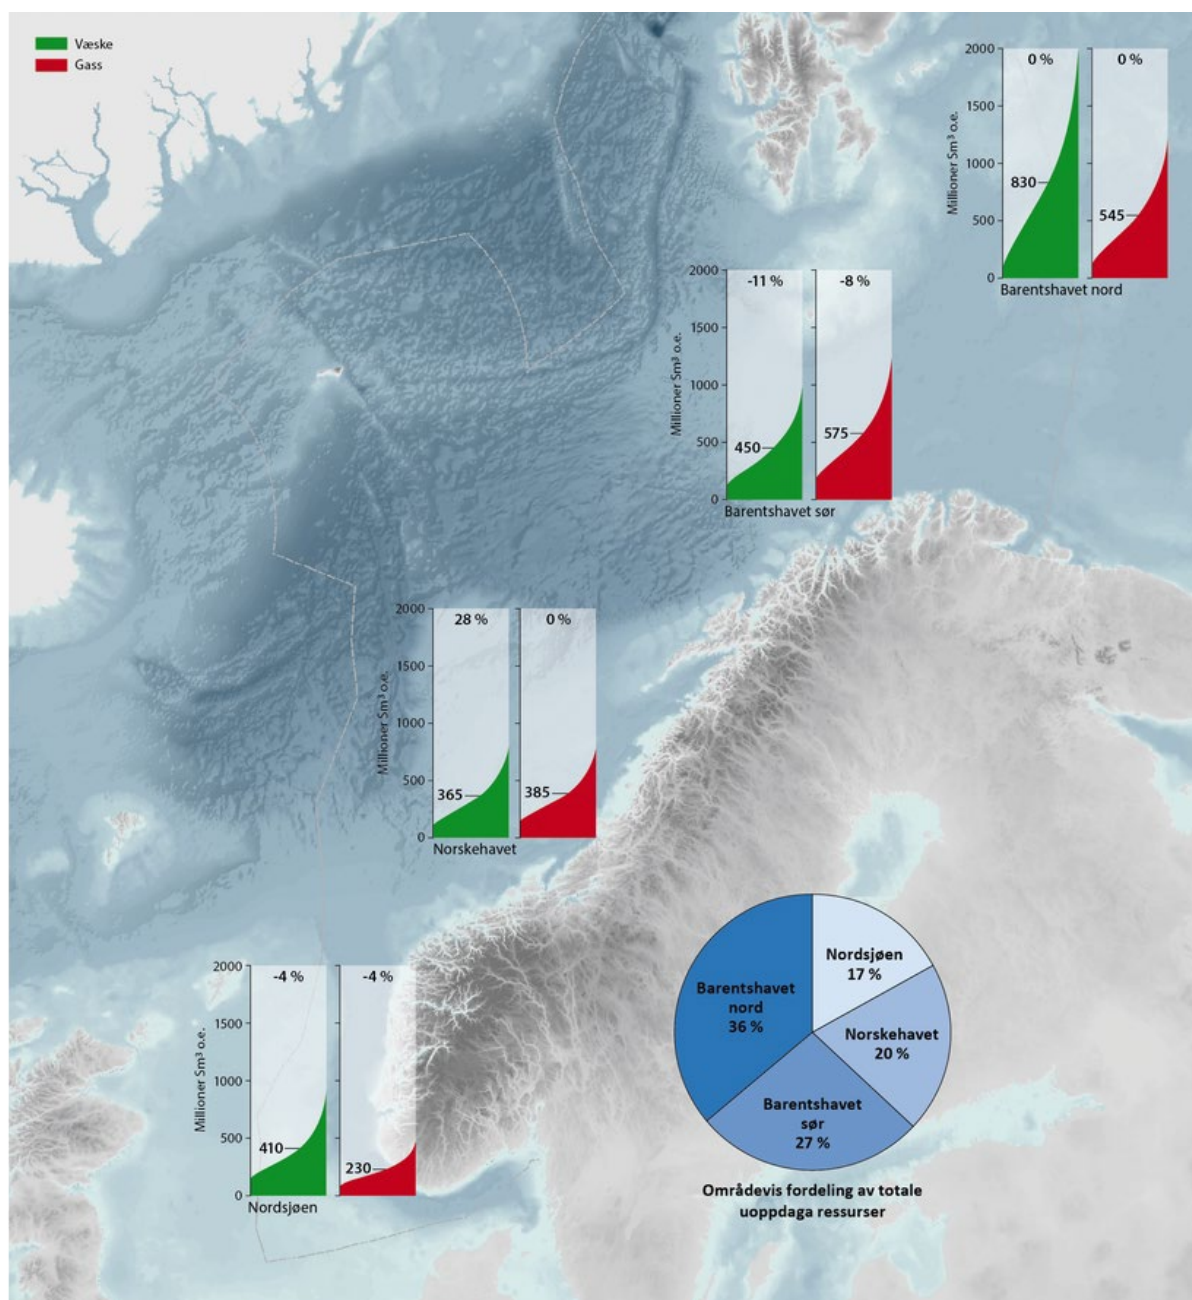 Væske
Gass
2000
1500
1000
500
0
Millioner Sm³ o.e.
0 %
0 %
830
545
Barentshavet nord
2000
1500
1000
500
0
Millioner Sm³ o.e.
-11 %
-8 %
450
575
Barentshavet sør
2000
1500
1000
500
0
Millioner Sm³ o.e.
28 %
0 %
365
385
Norskehavet
2000
1500
1000
500
0
Millioner Sm³ o.e.
-4 %
-4 %
410
230
Nordsjøen
Nordsjøen
17 %
Norskehavet
20 %
Barentshavet
sør
27 %
Barentshavet
nord
36 %
Områdevis fordeling av totale
uoppdaga ressurser